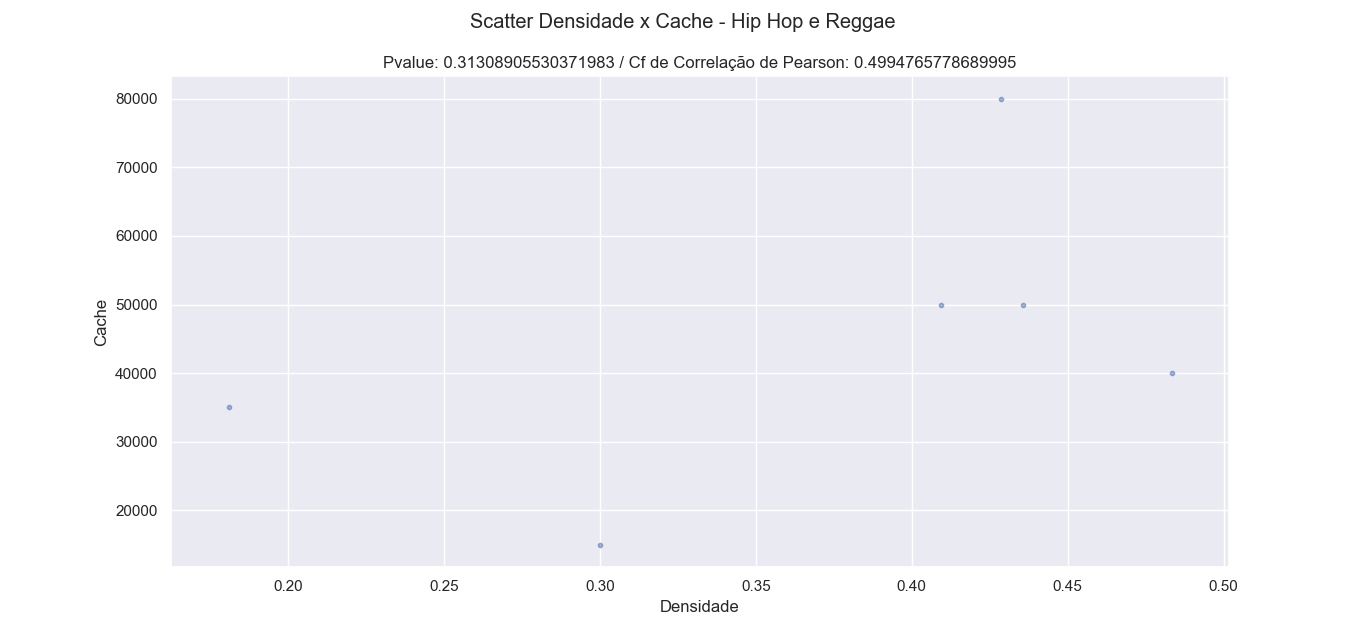 Scatter Densidade x Cache - Hip Hop e Reggae
Pvalue: 0.31308905530371983 / Cf de Correlação de Pearson: 0.4994765778689995
80000
70000
60000
50000
40000
30000
20000
Cache
0.20 0.25 0.30 0.35 0.40 0.45 0.50
Densidade